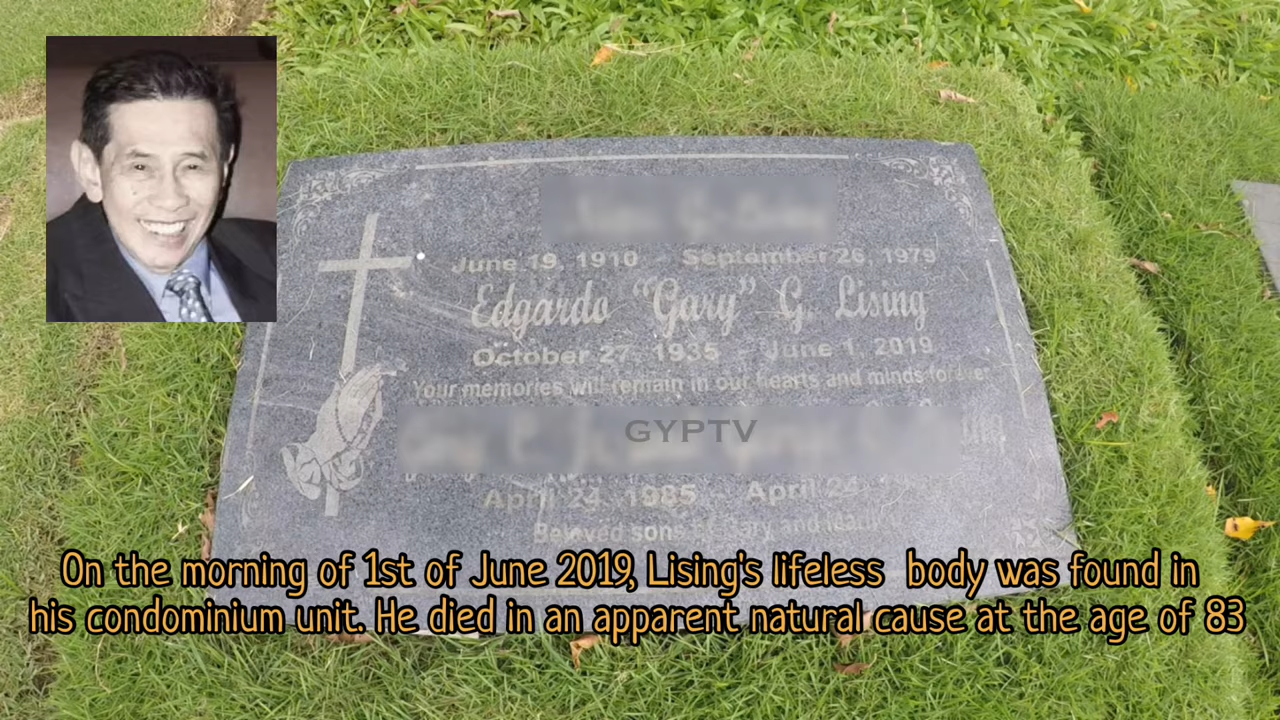 June 19, 1910 - September 26, 1979
Edgardo "Gary" G. Lising
October 27, 1935 - June 1, 2019
Your memories will remain in our hearts and minds forever
GYPTV
April 24, 1985 - April 24,
Beloved sons of Gary and
On the morning of 1st of June 2019, Lising's lifeless body was found in
his condominium unit. He died in an apparent natural cause at the age of 83